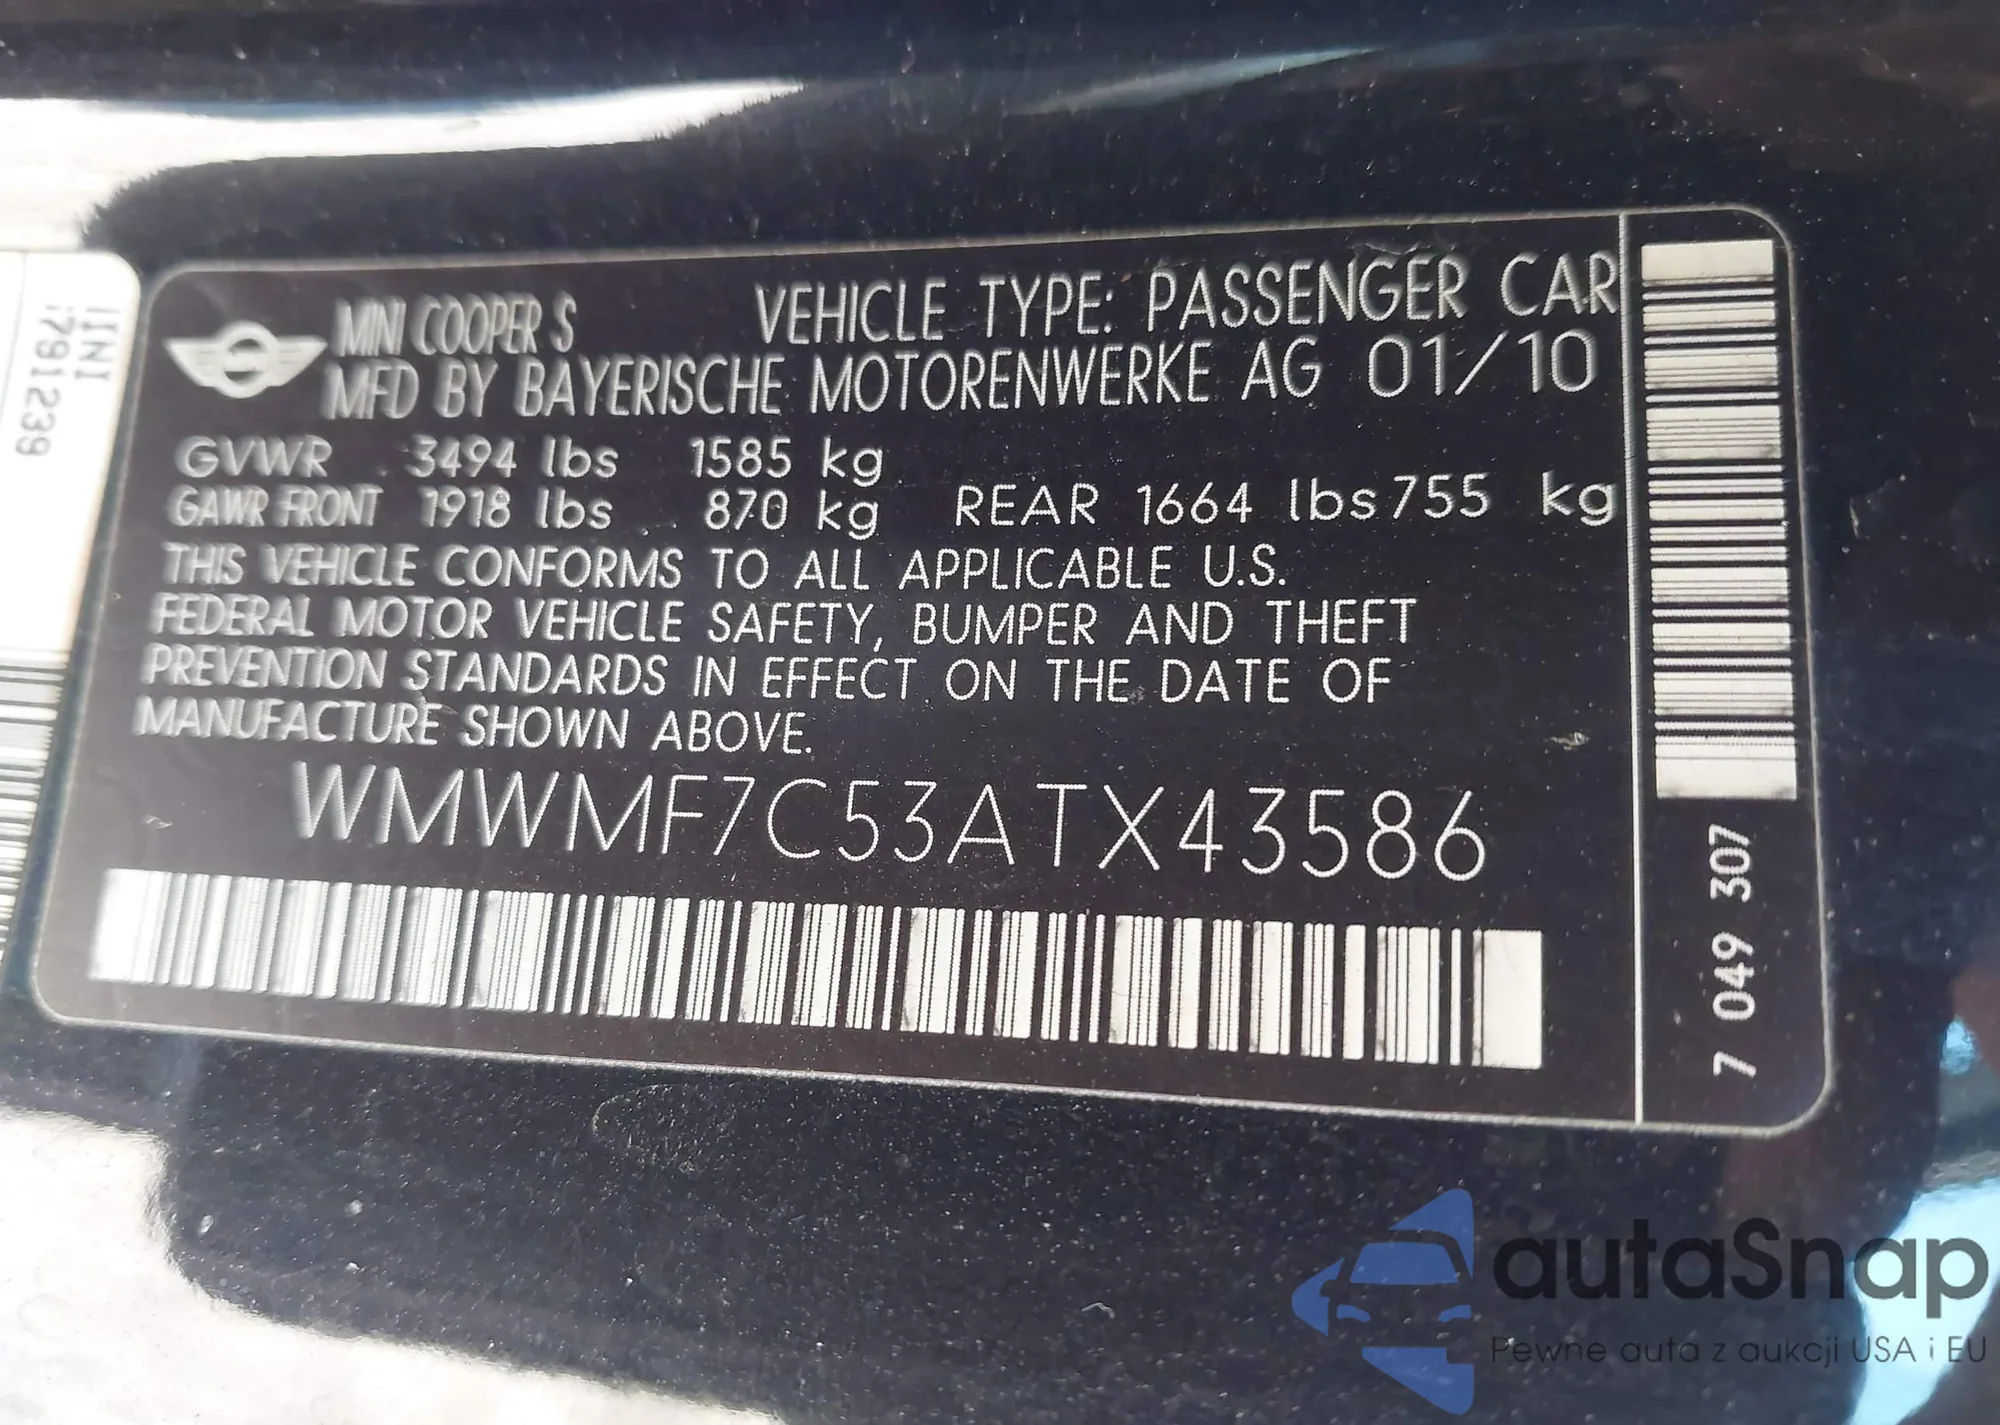 MINI COOPER S VEHICLE TYPE: PASSENGER CAR
MFD BY BAYERISCHE MOTORENWERKE AG 01/10
GVWR 3494 lbs 1585 kg
GAWR FRONT 1918 lbs 870 kg REAR 1664 lbs 755 kg
THIS VEHICLE CONFORMS TO ALL APPLICABLE U.S.
FEDERAL MOTOR VEHICLE SAFETY, BUMPER AND THEFT
PREVENTION STANDARDS IN EFFECT ON THE DATE OF
MANUFACTURE SHOWN ABOVE.
WMWMF7C53ATX43586
7 049 307
autaSnap
Pewne auta z aukcji USA i EU